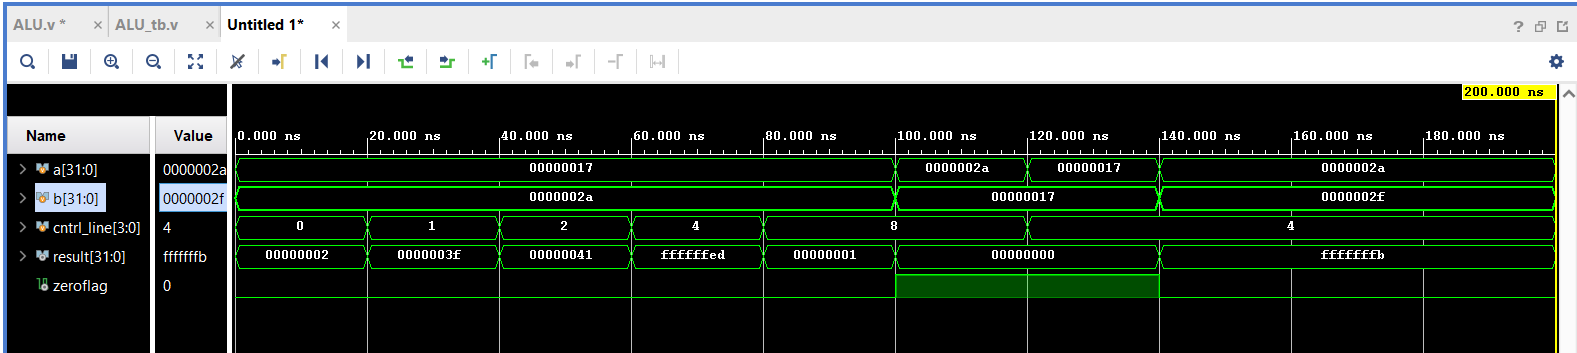 ALU.v * × ALU_tb.v × Untitled 1* ×
?
200.000 ns
Name Value
0.000 ns 20.000 ns 40.000 ns 60.000 ns 80.000 ns 100.000 ns 120.000 ns 140.000 ns 160.000 ns 180.000 ns
a[31:0] 0000002a 00000017 0000002a 00000017 0000002a
b[31:0] 0000002f 0000002a 00000017 0000002f
cntrl_line[3:0] 4 0 1 2 4 8 4
result[31:0] fffffffb 00000002 0000003f 00000041 ffffffed 00000001 00000000 fffffffb
zeroflag 0